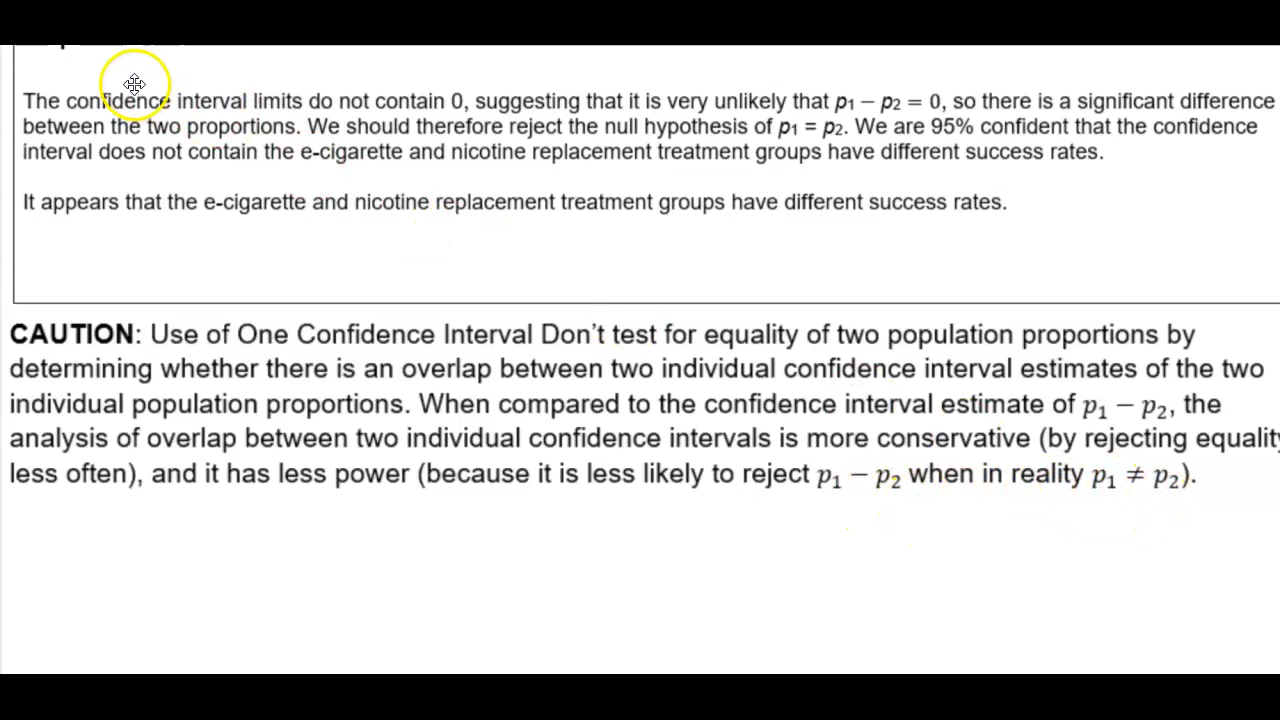 The confidence interval limits do not contain 0, suggesting that it is very unlikely that p₁ − p₂ = 0, so there is a significant difference
between the two proportions. We should therefore reject the null hypothesis of p₁ = p₂. We are 95% confident that the confidence
interval does not contain the e-cigarette and nicotine replacement treatment groups have different success rates.
It appears that the e-cigarette and nicotine replacement treatment groups have different success rates.
CAUTION: Use of One Confidence Interval Don't test for equality of two population proportions by
determining whether there is an overlap between two individual confidence interval estimates of the two
individual population proportions. When compared to the confidence interval estimate of p₁ − p₂, the
analysis of overlap between two individual confidence intervals is more conservative (by rejecting equality
less often), and it has less power (because it is less likely to reject p₁ − p₂ when in reality p₁ ≠ p₂).